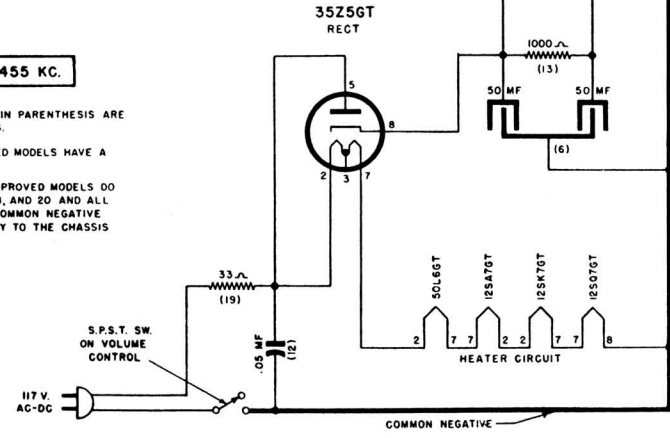 35Z5GT
RECT
455 KC.
IN PARENTHESIS ARE
S.
ED MODELS HAVE A
PROVED MODELS DO
, AND 20 AND ALL
OMMON NEGATIVE
Y TO THE CHASSIS
5
8
2
3
7
1000 Ω
(13)
50 MF
50 MF
(6)
33 Ω
(19)
.05 MF
(12)
S.P.S.T. SW.
ON VOLUME
CONTROL
117 V.
AC-DC
50L6GT
12SA7GT
12SK7GT
12SQ7GT
2 7 7 2 2 7 7 8
HEATER CIRCUIT
COMMON NEGATIVE